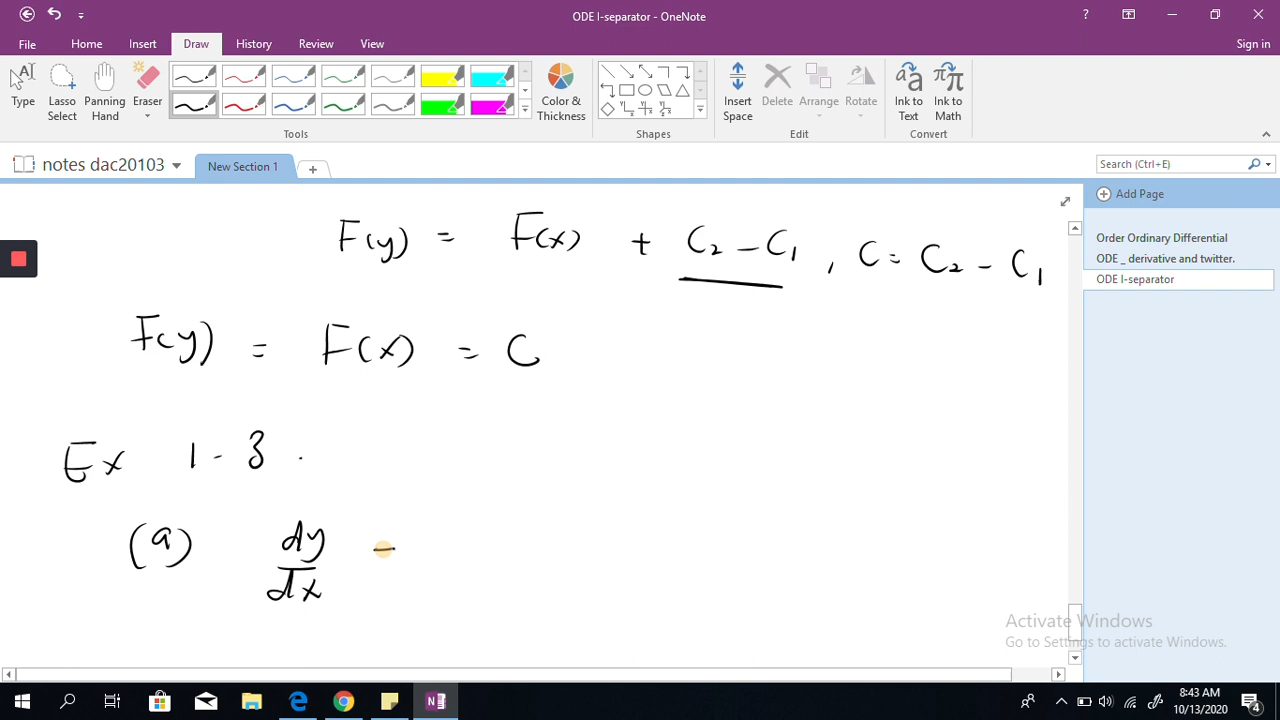 ODE I-separator - OneNote
?
File Home Insert Draw History Review View Sign in
Type
Lasso Select
Panning Hand
Eraser
Color & Thickness
Insert Space
Delete
Arrange
Rotate
Ink to Text
Ink to Math
Tools Shapes Edit Convert
notes dac20103 New Section 1 + Search (Ctrl+E)
Add Page
Order Ordinary Differential
ODE _ derivative and twitter.
ODE I-separator
F(y) = F(x) + C₂ - C₁ , C = C₂ - C₁
F(y) = F(x) = C
Ex 1 - 3 .
(a) dy/dx -
Activate Windows
Go to Settings to activate Windows.
8:43 AM
10/13/2020
4